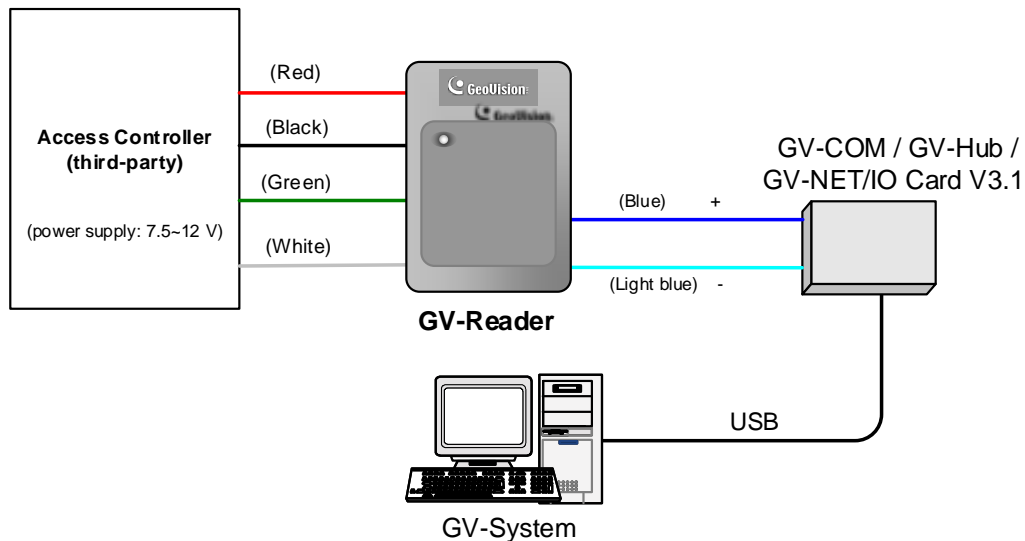 Access Controller
(third-party)
(power supply: 7.5~12 V)
(Red)
(Black)
(Green)
(White)
GeoVision
GeoVision
GV-Reader
(Blue) +
(Light blue) -
GV-COM / GV-Hub /
GV-NET/IO Card V3.1
USB
GV-System